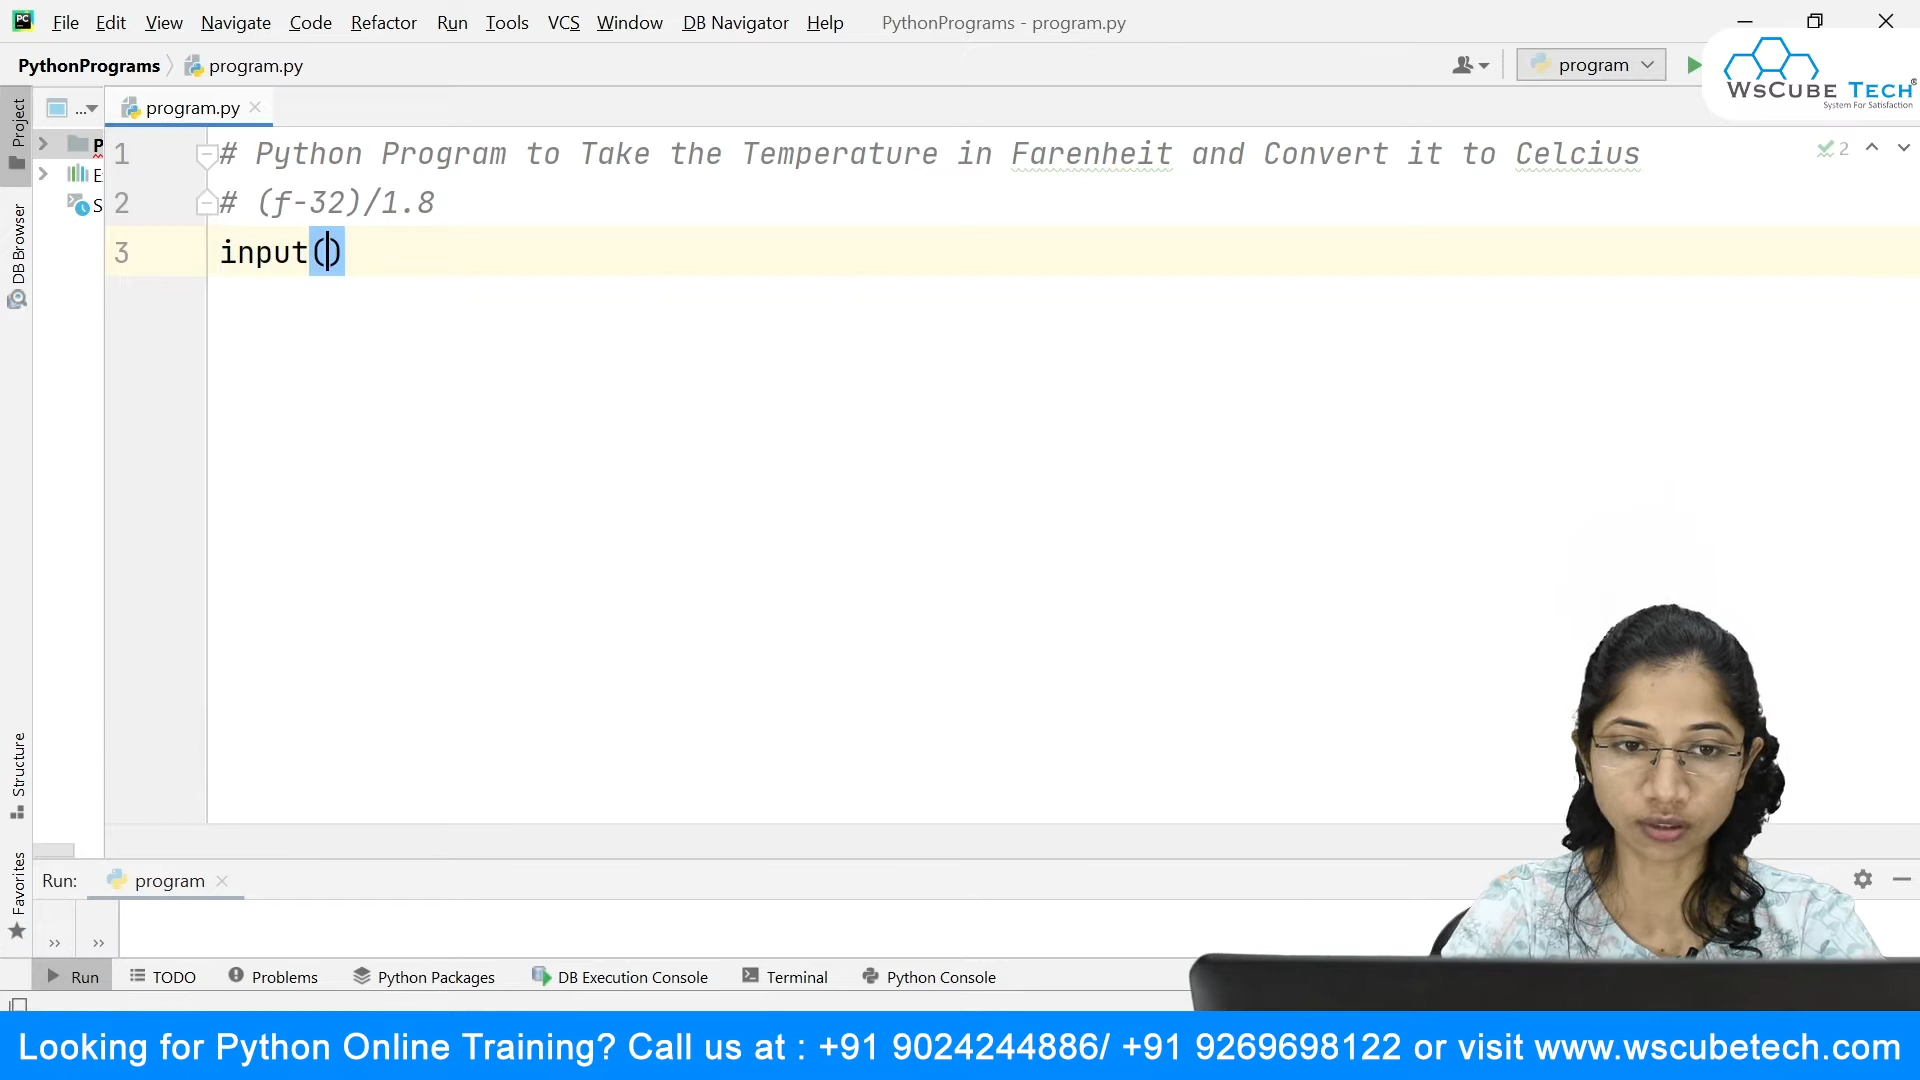 File Edit View Navigate Code Refactor Run Tools VCS Window DB Navigator Help PythonPrograms - program.py
PythonPrograms program.py program
WsCube Tech®
System For Satisfaction
Project
...
program.py
P
E
S
1 # Python Program to Take the Temperature in Farenheit and Convert it to Celcius 2
2 # (f-32)/1.8
3 input()
DB Browser
Structure
Favorites
Run: program
Run TODO Problems Python Packages DB Execution Console Terminal Python Console
Looking for Python Online Training? Call us at : +91 9024244886/ +91 9269698122 or visit www.wscubetech.com